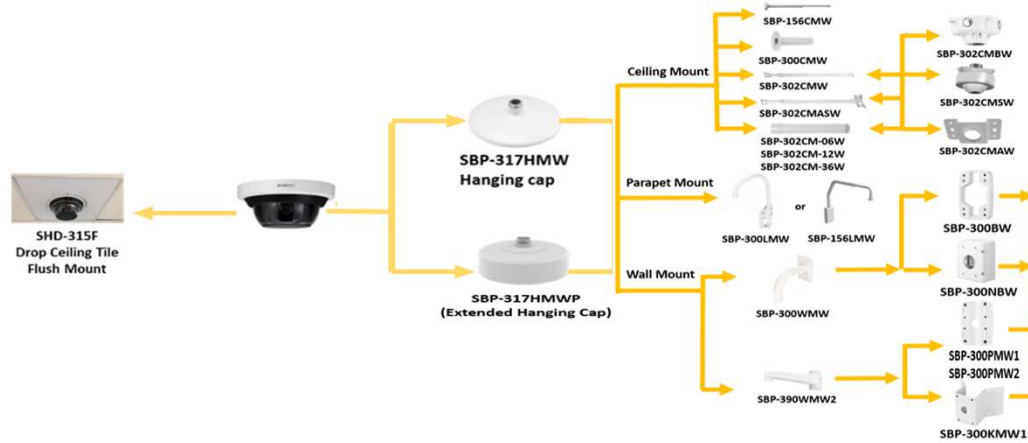 SHD-315F
Drop Ceiling Tile
Flush Mount
SBP-317HMW
Hanging cap
SBP-317HMWP
(Extended Hanging Cap)
Ceiling Mount
SBP-156CMW
SBP-300CMW
SBP-302CMW
SBP-302CMASW
SBP-302CM-06W
SBP-302CM-12W
SBP-302CM-36W
SBP-302CMBW
SBP-302CMSW
SBP-302CMAW
Parapet Mount
SBP-300LMW
or
SBP-156LMW
Wall Mount
SBP-300WMW
SBP-390WMW2
SBP-300BW
SBP-300NBW
SBP-300PMW1
SBP-300PMW2
SBP-300KMW1